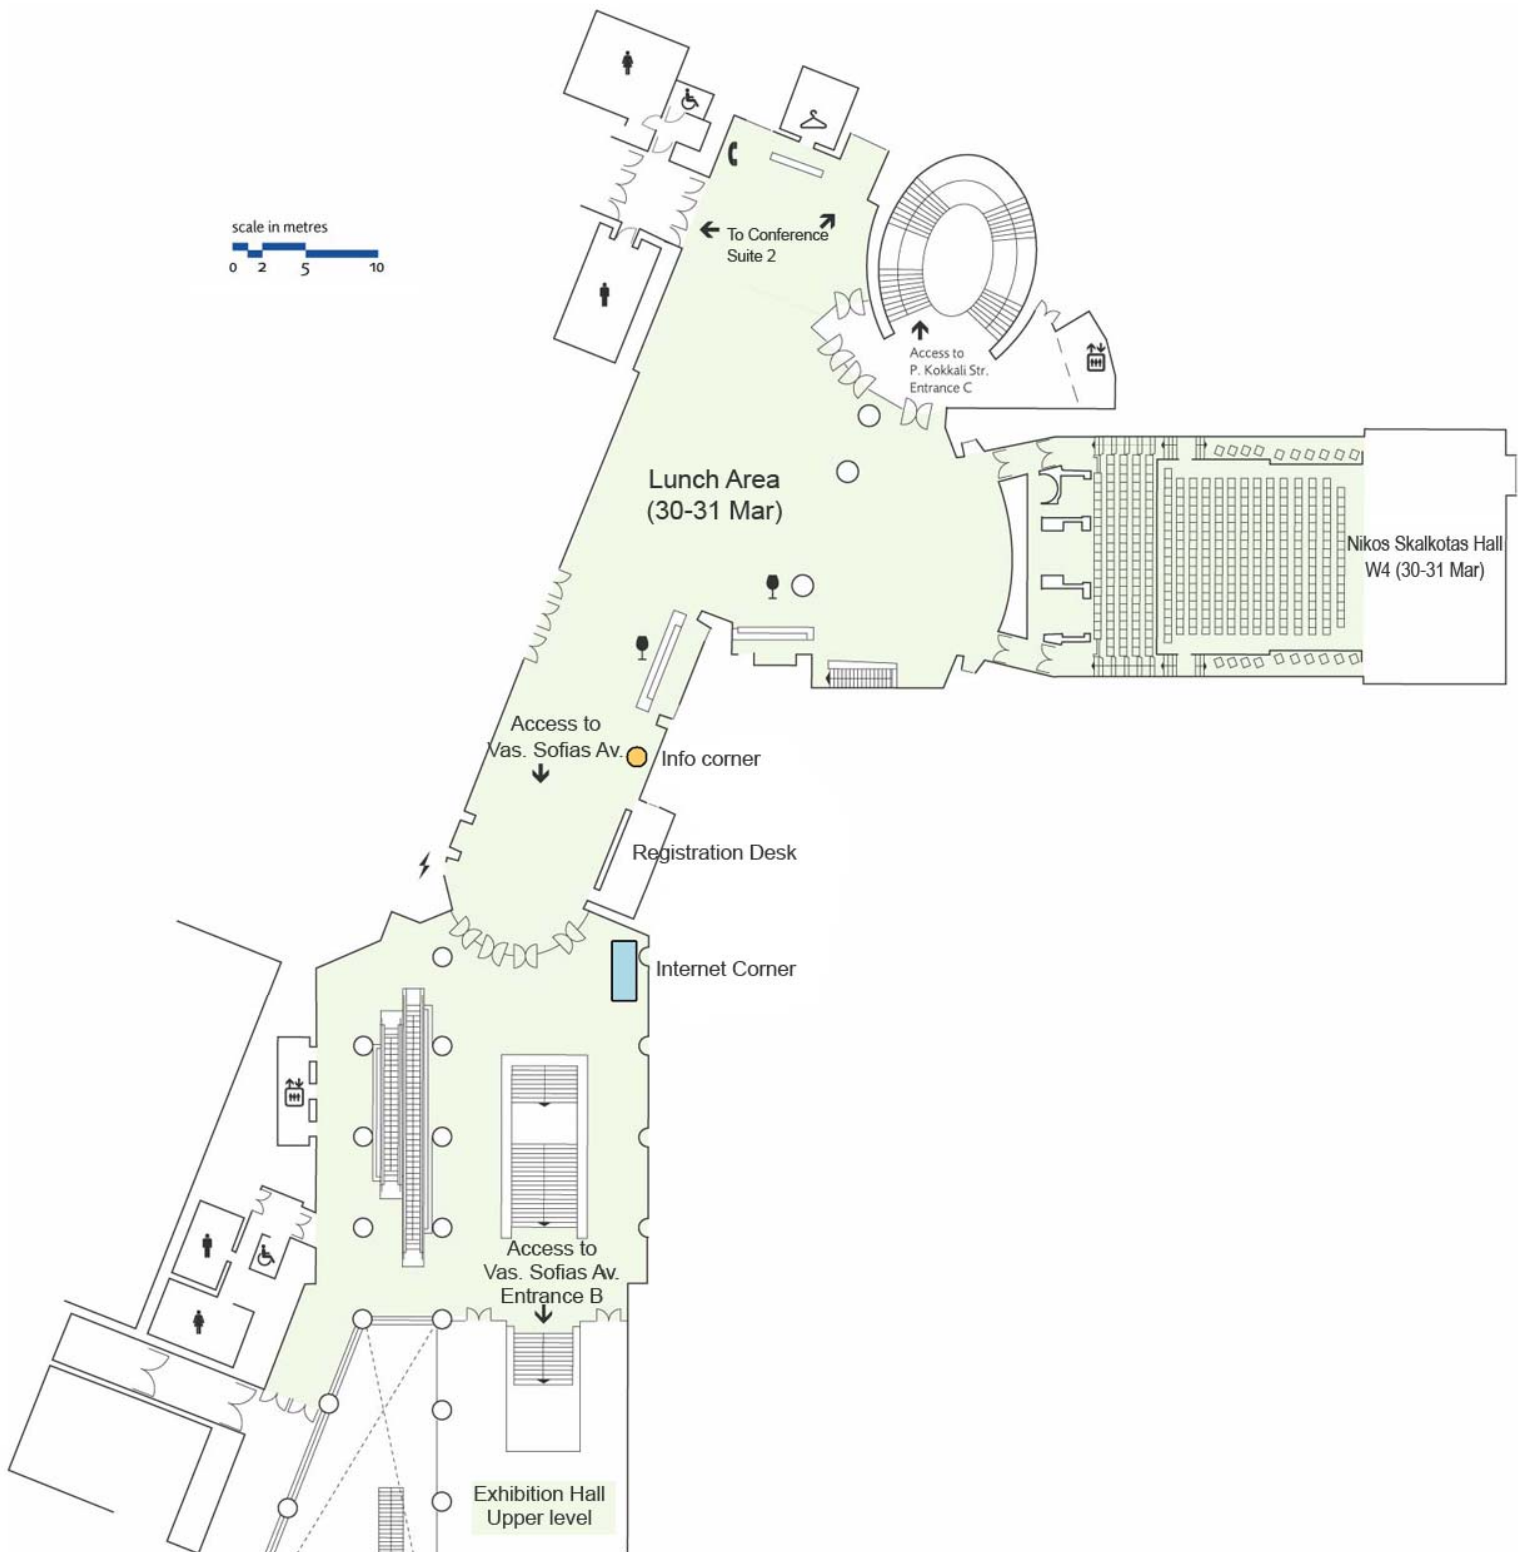 scale in metres
0 2 5 10
To Conference
Suite 2
Access to
P. Kokkali Str.
Entrance C
Lunch Area
(30-31 Mar)
Nikos Skalkotas Hall
W4 (30-31 Mar)
Access to
Vas. Sofias Av.
Info corner
Registration Desk
Internet Corner
Access to
Vas. Sofias Av.
Entrance B
Exhibition Hall
Upper level